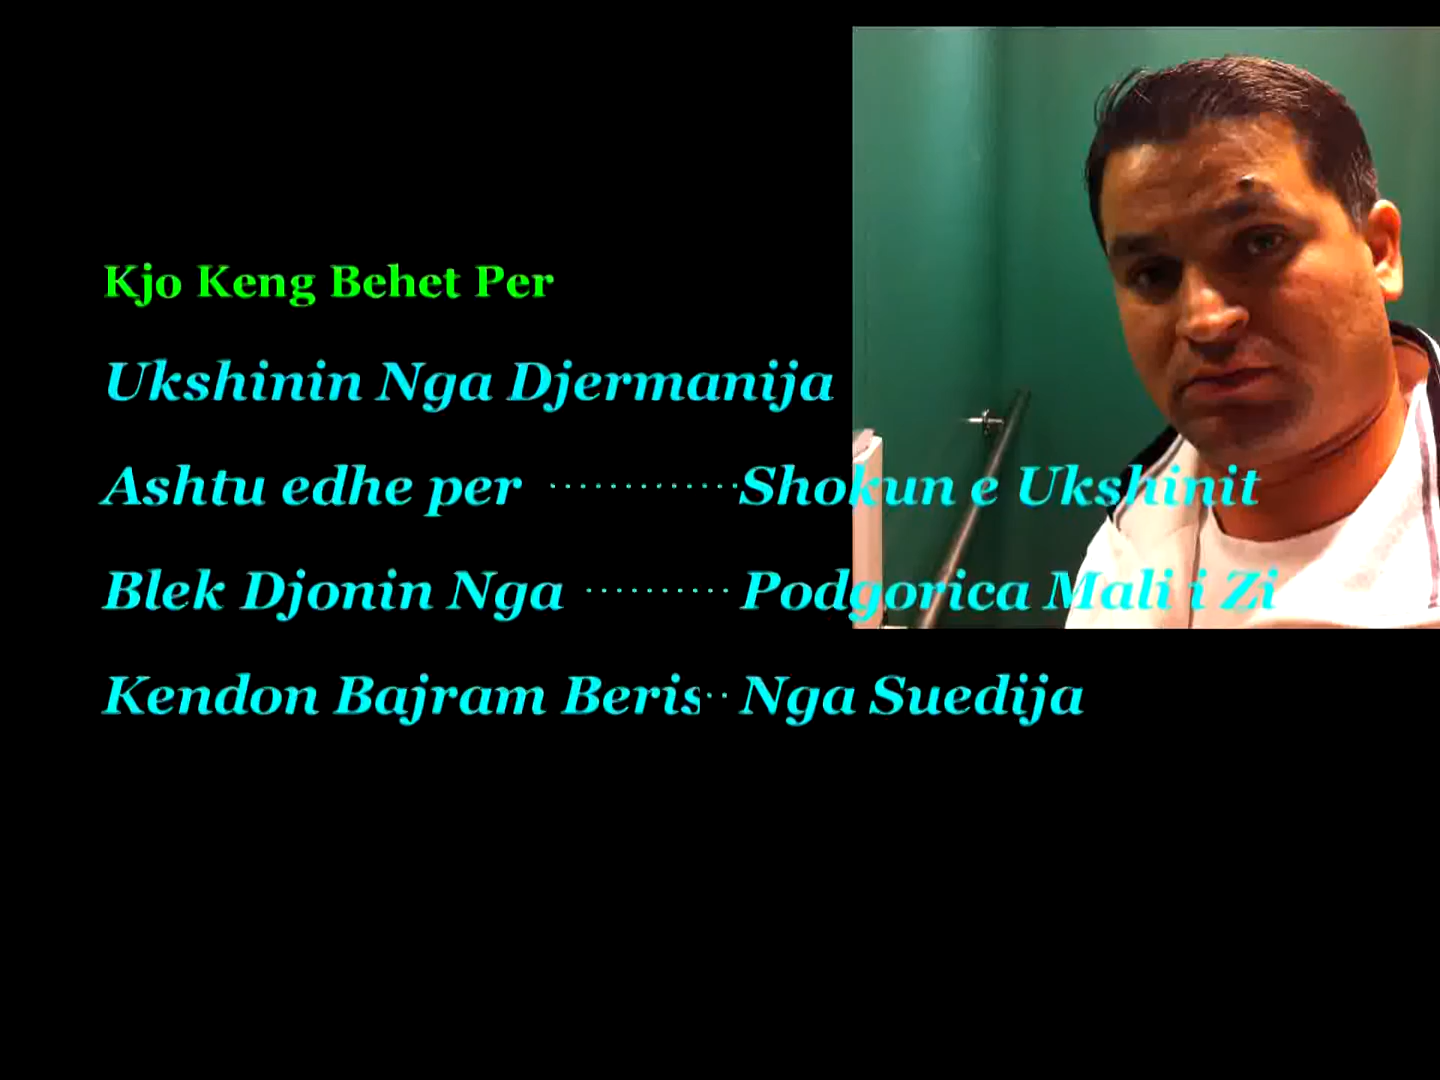 Kjo Keng Behet Per
Ukshinin Nga Djermanija
Ashtu edhe per ............. Shokun e Ukshinit
Blek Djonin Nga .......... Podgorica Mali i Zi
Kendon Bajram Beris .. Nga Suedija